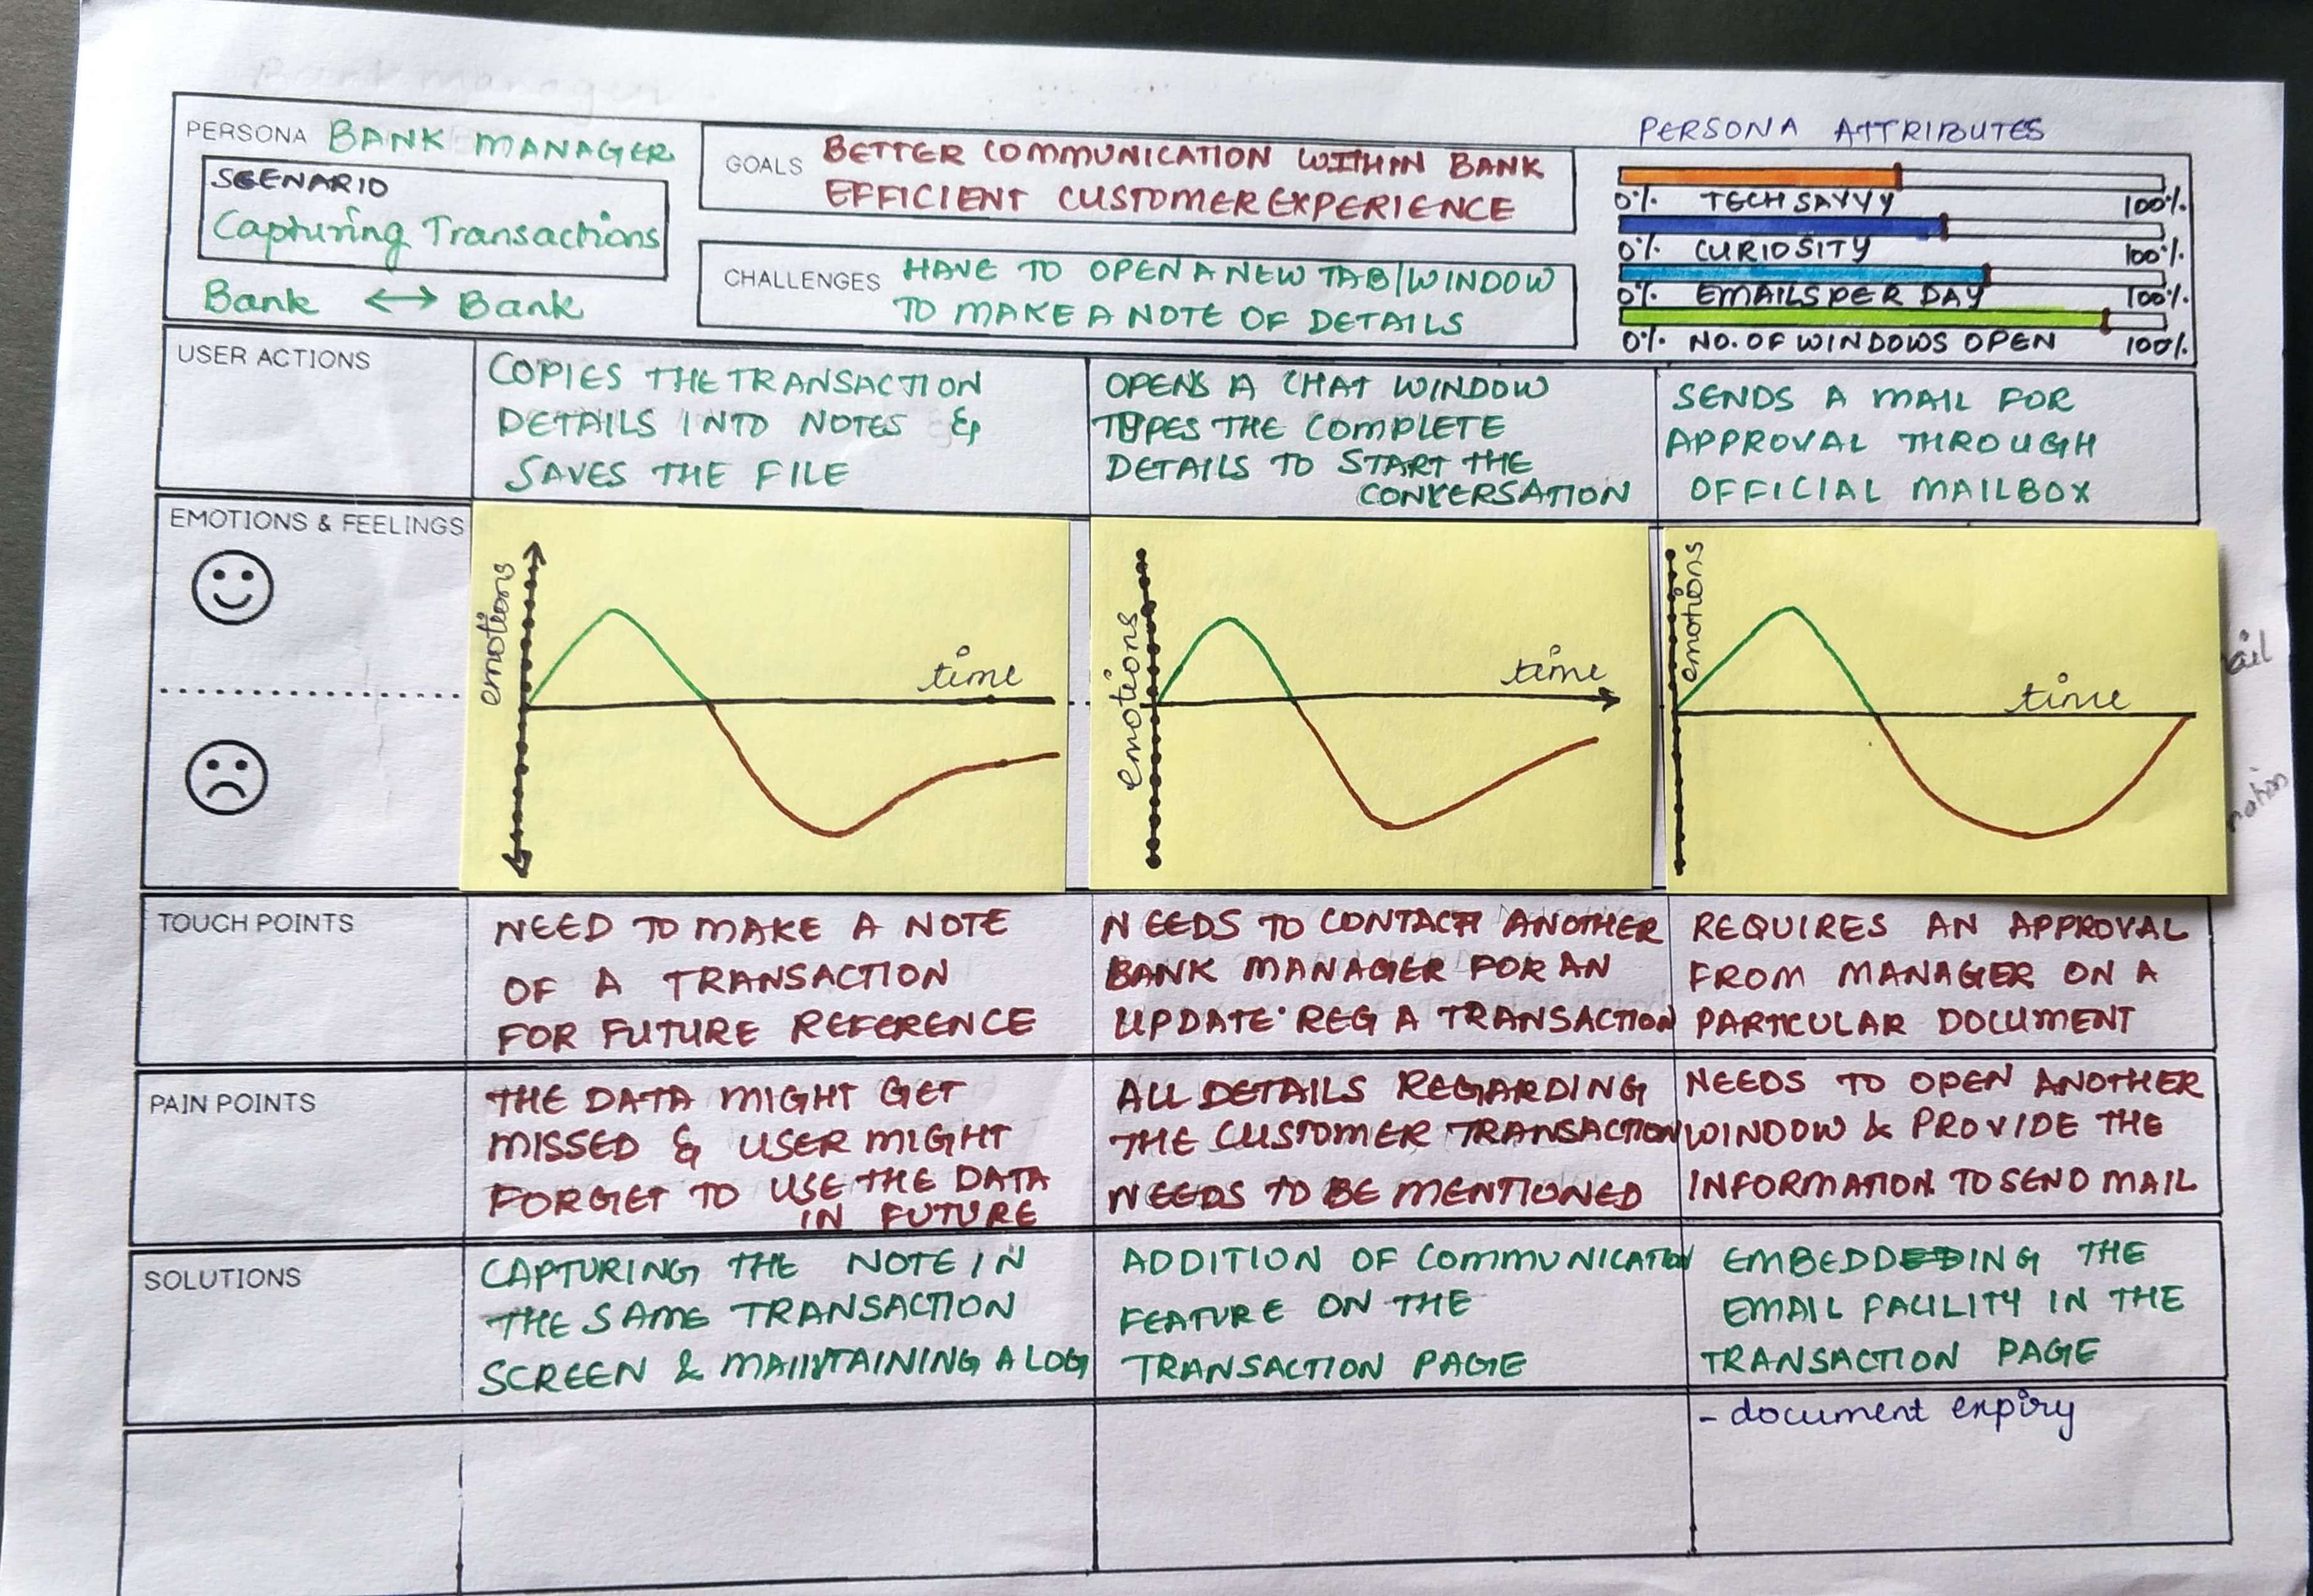 PERSONA BANK MANAGER
SCENARIO
Capturing Transactions
Bank ↔ Bank
GOALS BETTER COMMUNICATION WITHIN BANK
EFFICIENT CUSTOMER EXPERIENCE
CHALLENGES HAVE TO OPEN A NEW TAB/WINDOW
TO MAKE A NOTE OF DETAILS
PERSONA ATTRIBUTES
0% TECH SAVVY 100%
0% CURIOSITY 100%
0% EMAILS PER DAY 100%
0% NO. OF WINDOWS OPEN 100%
USER ACTIONS
COPIES THE TRANSACTION
DETAILS INTO NOTES &
SAVES THE FILE
OPENS A CHAT WINDOW
TYPES THE COMPLETE
DETAILS TO START THE
CONVERSATION
SENDS A MAIL FOR
APPROVAL THROUGH
OFFICIAL MAILBOX
EMOTIONS & FEELINGS
emotions
time
emotions
time
emotions
time
TOUCH POINTS
NEED TO MAKE A NOTE
OF A TRANSACTION
FOR FUTURE REFERENCE
NEEDS TO CONTACT ANOTHER
BANK MANAGER FOR AN
UPDATE REG A TRANSACTION
REQUIRES AN APPROVAL
FROM MANAGER ON A
PARTICULAR DOCUMENT
PAIN POINTS
THE DATA MIGHT GET
MISSED & USER MIGHT
FORGET TO USE THE DATA
IN FUTURE
ALL DETAILS REGARDING
THE CUSTOMER TRANSACTION
NEEDS TO BE MENTIONED
NEEDS TO OPEN ANOTHER
WINDOW & PROVIDE THE
INFORMATION TO SEND MAIL
SOLUTIONS
CAPTURING THE NOTE IN
THE SAME TRANSACTION
SCREEN & MAINTAINING A LOG
ADDITION OF COMMUNICATION
FEATURE ON THE
TRANSACTION PAGE
EMBEDDING THE
EMAIL FACILITY IN THE
TRANSACTION PAGE
- document expiry